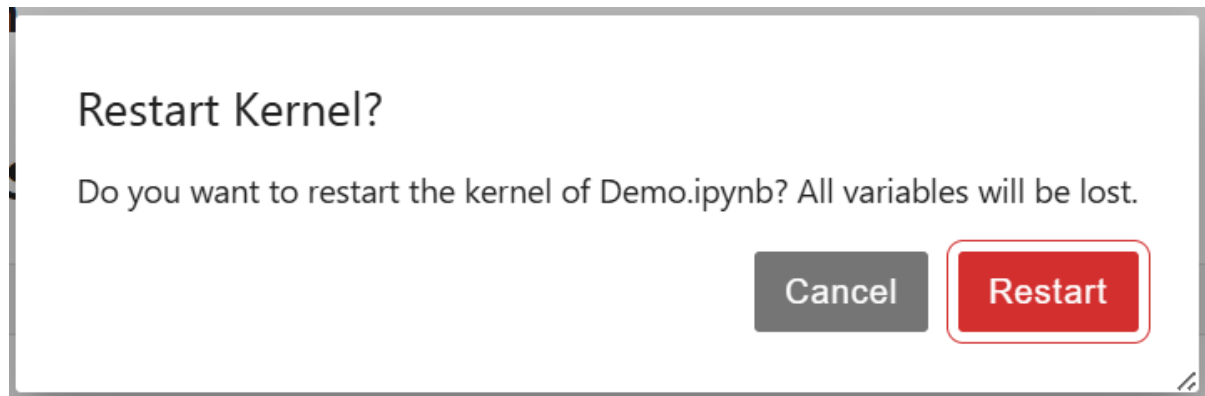 Restart Kernel?
Do you want to restart the kernel of Demo.ipynb? All variables will be lost.
Cancel
Restart